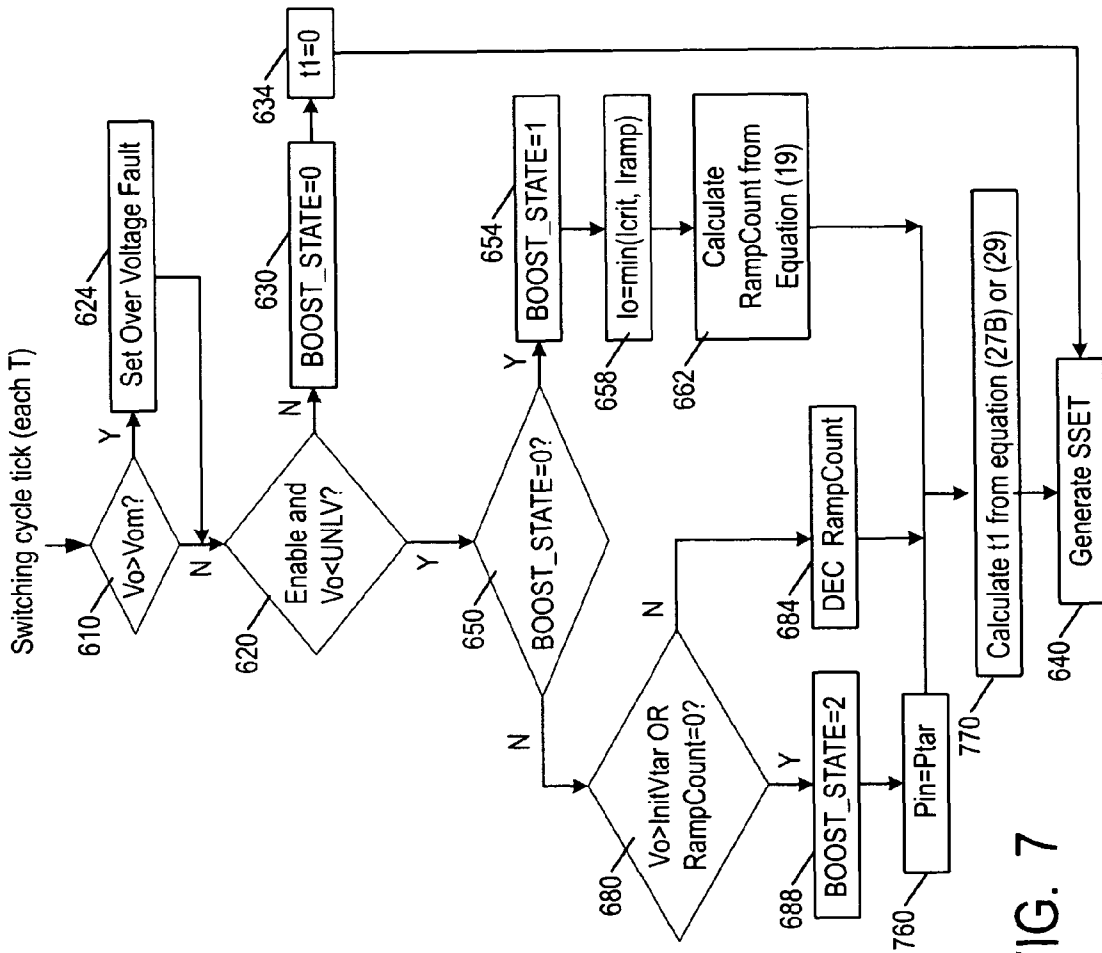 Switching cycle tick (each T)
610
Vo>Vom?
Y
N
624
Set Over Voltage Fault
620
Enable and
Vo<UNLV?
N
Y
630
BOOST_STATE=0
634
t1=0
650
BOOST_STATE=0?
Y
N
654
BOOST_STATE=1
658
Io=min(Icrit, Iramp)
662
Calculate
RampCount from
Equation (19)
680
Vo>InitVtar OR
RampCount=0?
N
Y
684
DEC RampCount
688
BOOST_STATE=2
760
Pin=Ptar
770
Calculate t1 from equation (27B) or (29)
640
Generate SSET
FIG. 7